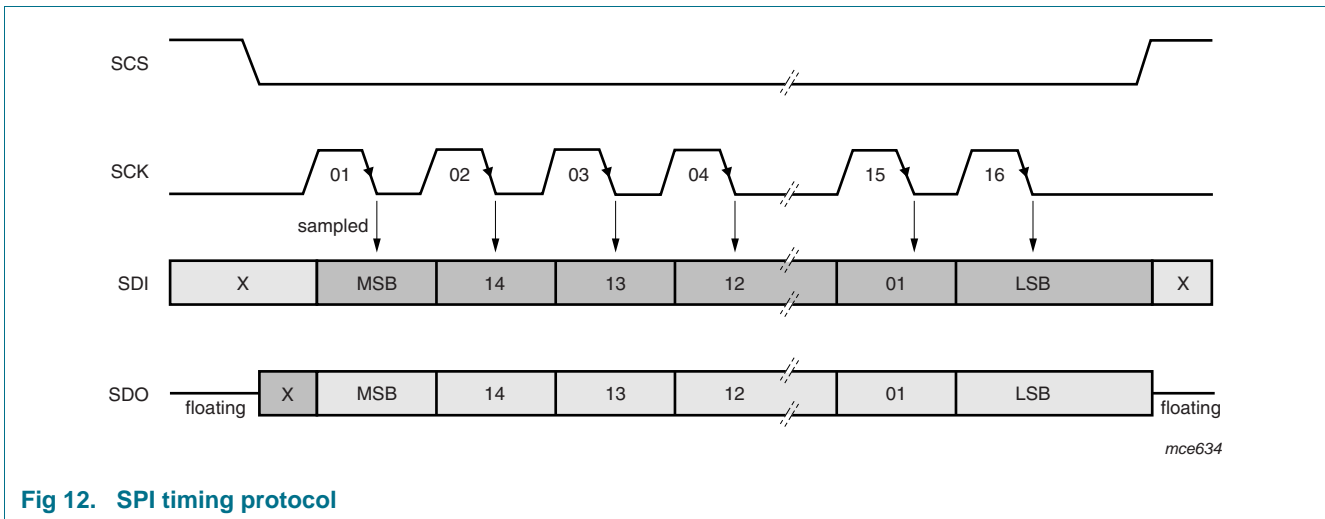 SCS
SCK
01 02 03 04 15 16
sampled
SDI
X MSB 14 13 12 01 LSB X
SDO
X MSB 14 13 12 01 LSB
floating floating
mce634
Fig 12. SPI timing protocol